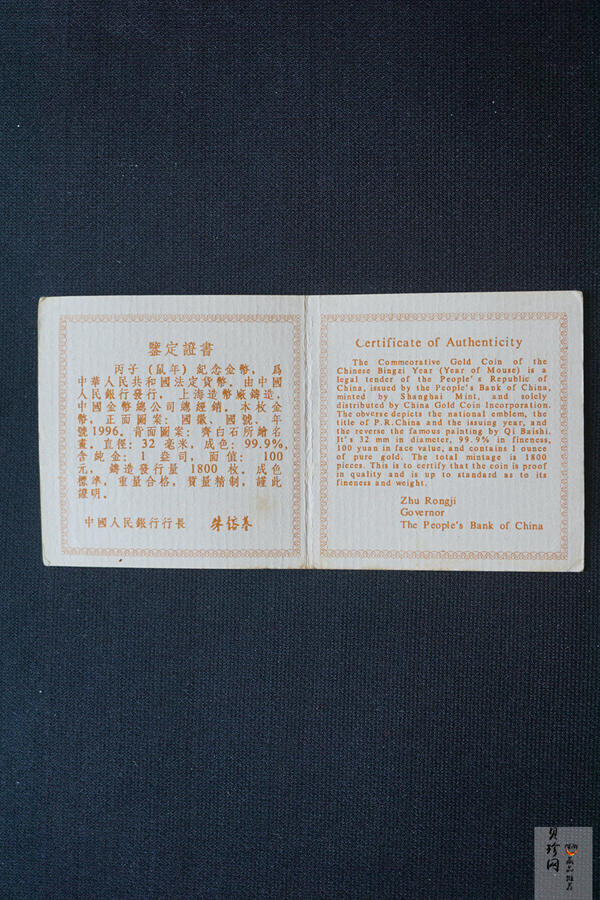 鑒定證書
丙子(鼠年)紀念金幣，爲
中華人民共和國法定貨幣。由中國
人民銀行發行，上海造幣廠鑄造，
中國金幣總公司總經銷。本枚金
幣，正面圖案：國徽、國號、年
號1996。背面圖案：齊白石所繪名
畫。直徑：32毫米，成色：99.9%，
含純金：1盎司，面值：100
元，鑄造發行量1800枚。成色
標準，重量合格，質量精制，謹此
證明。
中國人民銀行行長 朱镕基
Certificate of Authenticity
The Commeorative Gold Coin of the
Chinese Bingzi Year (Year of Mouse) is a
legal tender of the People's Republic of
China, issued by the People's Bank of China,
minted by Shanghai Mint, and solely
distributed by China Gold Coin Incorporation.
The obverse depicts the national emblem, the
title of P.R.China and the issuing year, and
the reverse the famous painting by Qi Baishi.
It's 32 mm in diameter, 99.9% in fineness,
100 yuan in face value, and contains 1 ounce
of pure gold. The total mintage is 1800
pieces. This is to certify that the coin is proof
in quality and is up to standard as to its
fineness and weight.
Zhu Rongji
Governor
The People's Bank of China
贝珍网
藏品推荐